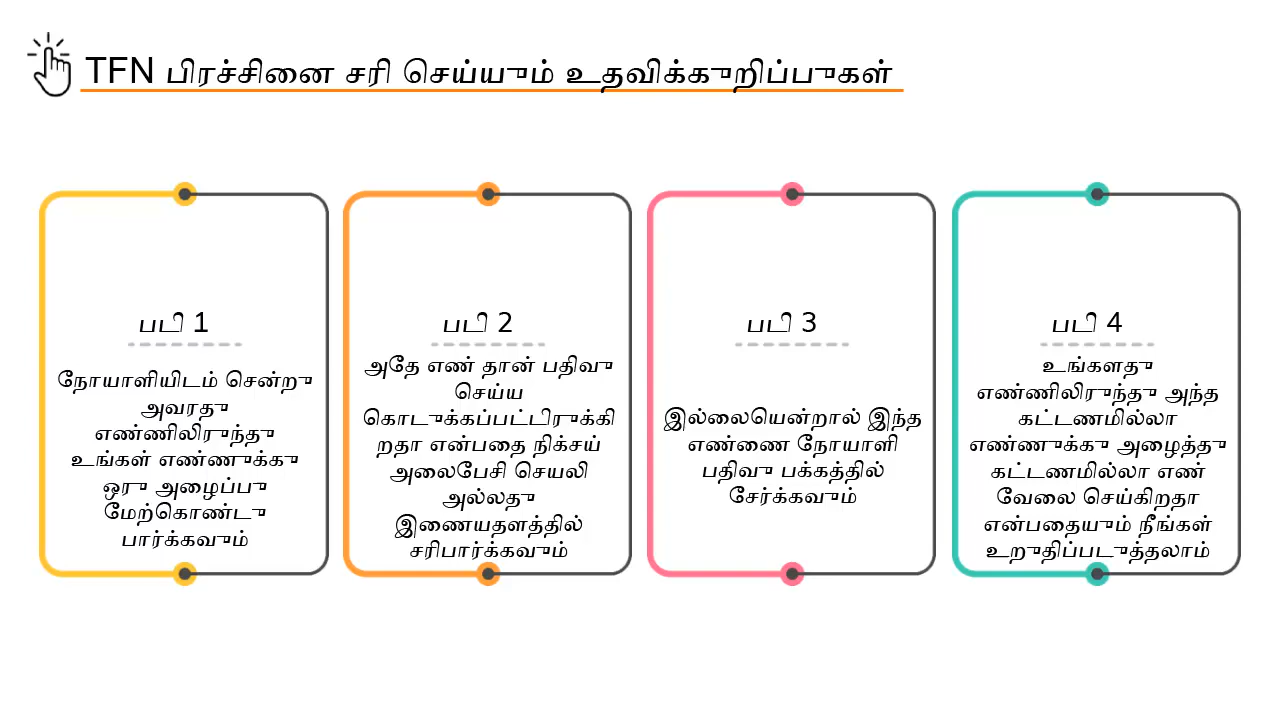 TFN பிரச்சினை சரி செய்யும் உதவிக்குறிப்புகள்
படி 1
நோயாளியிடம் சென்று
அவரது
எண்ணிலிருந்து
உங்கள் எண்ணுக்கு
ஒரு அழைப்பு
மேற்கொண்டு
பார்க்கவும்
படி 2
அதே எண் தான் பதிவு
செய்ய
கொடுக்கப்பட்டிருக்கி
றதா என்பதை நிக்சய்
அலைபேசி செயலி
அல்லது
இணையதளத்தில்
சரிபார்க்கவும்
படி 3
இல்லையென்றால் இந்த
எண்ணை நோயாளி
பதிவு பக்கத்தில்
சேர்க்கவும்
படி 4
உங்களது
எண்ணிலிருந்து அந்த
கட்டணமில்லா
எண்ணுக்கு அழைத்து
கட்டணமில்லா எண்
வேலை செய்கிறதா
என்பதையும் நீங்கள்
உறுதிப்படுத்தலாம்